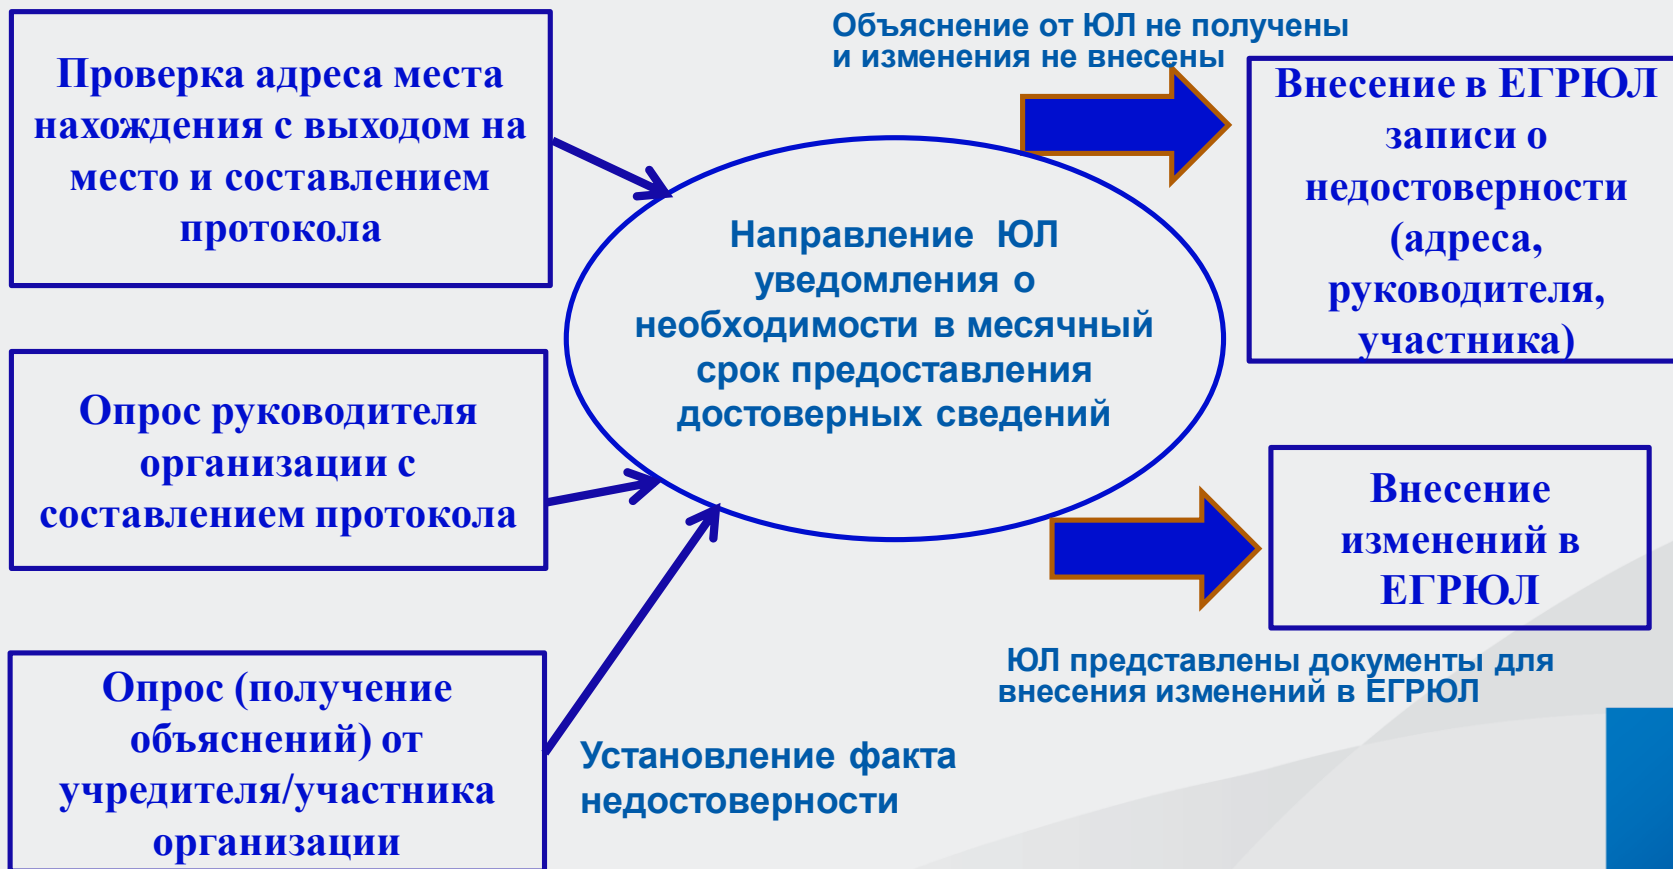 Объяснение от ЮЛ не получены
и изменения не внесены
Проверка адреса места
нахождения с выходом на
место и составлением
протокола
Внесение в ЕГРЮЛ
записи о
недостоверности
(адреса,
руководителя,
участника)
Направление ЮЛ
уведомления о
необходимости в месячный
срок предоставления
достоверных сведений
Опрос руководителя
организации с
составлением протокола
Внесение
изменений в
ЕГРЮЛ
ЮЛ представлены документы для
внесения изменений в ЕГРЮЛ
Опрос (получение
объяснений) от
учредителя/участника
организации
Установление факта
недостоверности